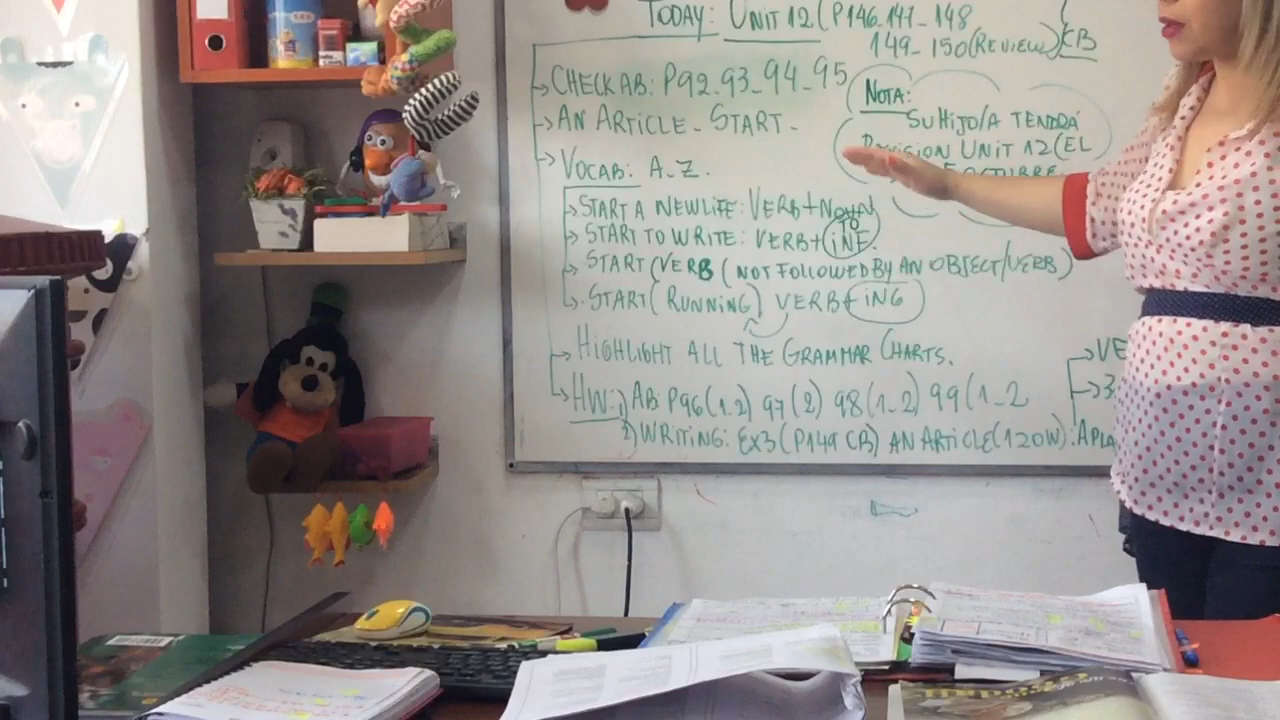 TODAY: UNIT 12 (P146_147_148
149_150 (REVIEW) CB
CHECK AB: P92_93_94_95
AN ARTICLE_ START_
VOCAB: A_Z.
START A NEW LIFE: VERB+NOUN
START TO WRITE: VERB+ TO INF.
START (VERB (NOT FOLLOWED BY AN OBJECT/VERB)
START (RUNNING) VERB+ING
HIGHLIGHT ALL THE GRAMMAR CHARTS.
HW: 1) AB P96(1_2) 97(2) 98(1_2) 99(1_2
2) WRITING: EX3 (P149 CB) AN ARTICLE (120W):
NOTA:
SU HIJO/A TENDRÁ
UNIT 12 (EL
OCTUBRE